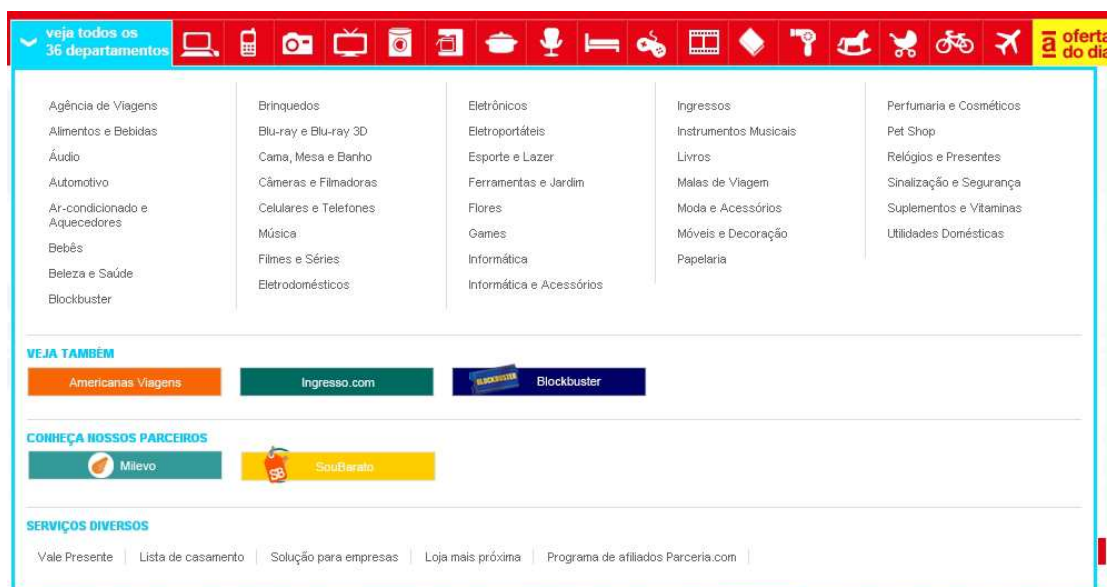 veja todos os
36 departamentos
oferta
do dia
Agência de Viagens
Alimentos e Bebidas
Áudio
Automotivo
Ar-condicionado e
Aquecedores
Bebês
Beleza e Saúde
Blockbuster
Brinquedos
Blu-ray e Blu-ray 3D
Cama, Mesa e Banho
Câmeras e Filmadoras
Celulares e Telefones
Música
Filmes e Séries
Eletrodomésticos
Eletrônicos
Eletroportáteis
Esporte e Lazer
Ferramentas e Jardim
Flores
Games
Informática
Informática e Acessórios
Ingressos
Instrumentos Musicais
Livros
Malas de Viagem
Moda e Acessórios
Móveis e Decoração
Papelaria
Perfumaria e Cosméticos
Pet Shop
Relógios e Presentes
Sinalização e Segurança
Suplementos e Vitaminas
Utilidades Domésticas
VEJA TAMBÉM
Americanas Viagens
Ingresso.com
BLOCKBUSTER Blockbuster
CONHEÇA NOSSOS PARCEIROS
Milevo
SB SouBarato
SERVIÇOS DIVERSOS
Vale Presente Lista de casamento Solução para empresas Loja mais próxima Programa de afiliados Parceria.com